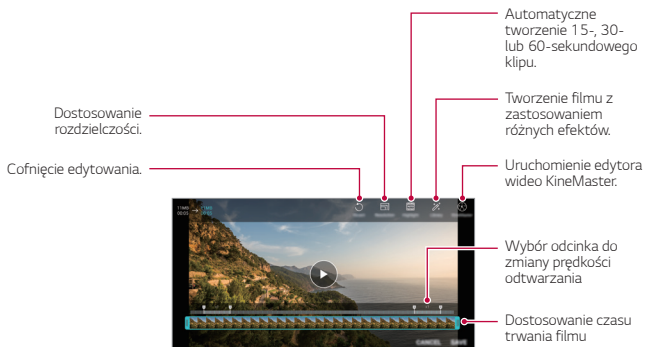 Automatyczne
tworzenie 15-, 30-
lub 60-sekundowego
klipu.
Dostosowanie
rozdzielczości.
Tworzenie filmu z
zastosowaniem
różnych efektów.
Cofnięcie edytowania.
Uruchomienie edytora
wideo KineMaster.
Wybór odcinka do
zmiany prędkości
odtwarzania
Dostosowanie czasu
trwania filmu
CANCEL SAVE